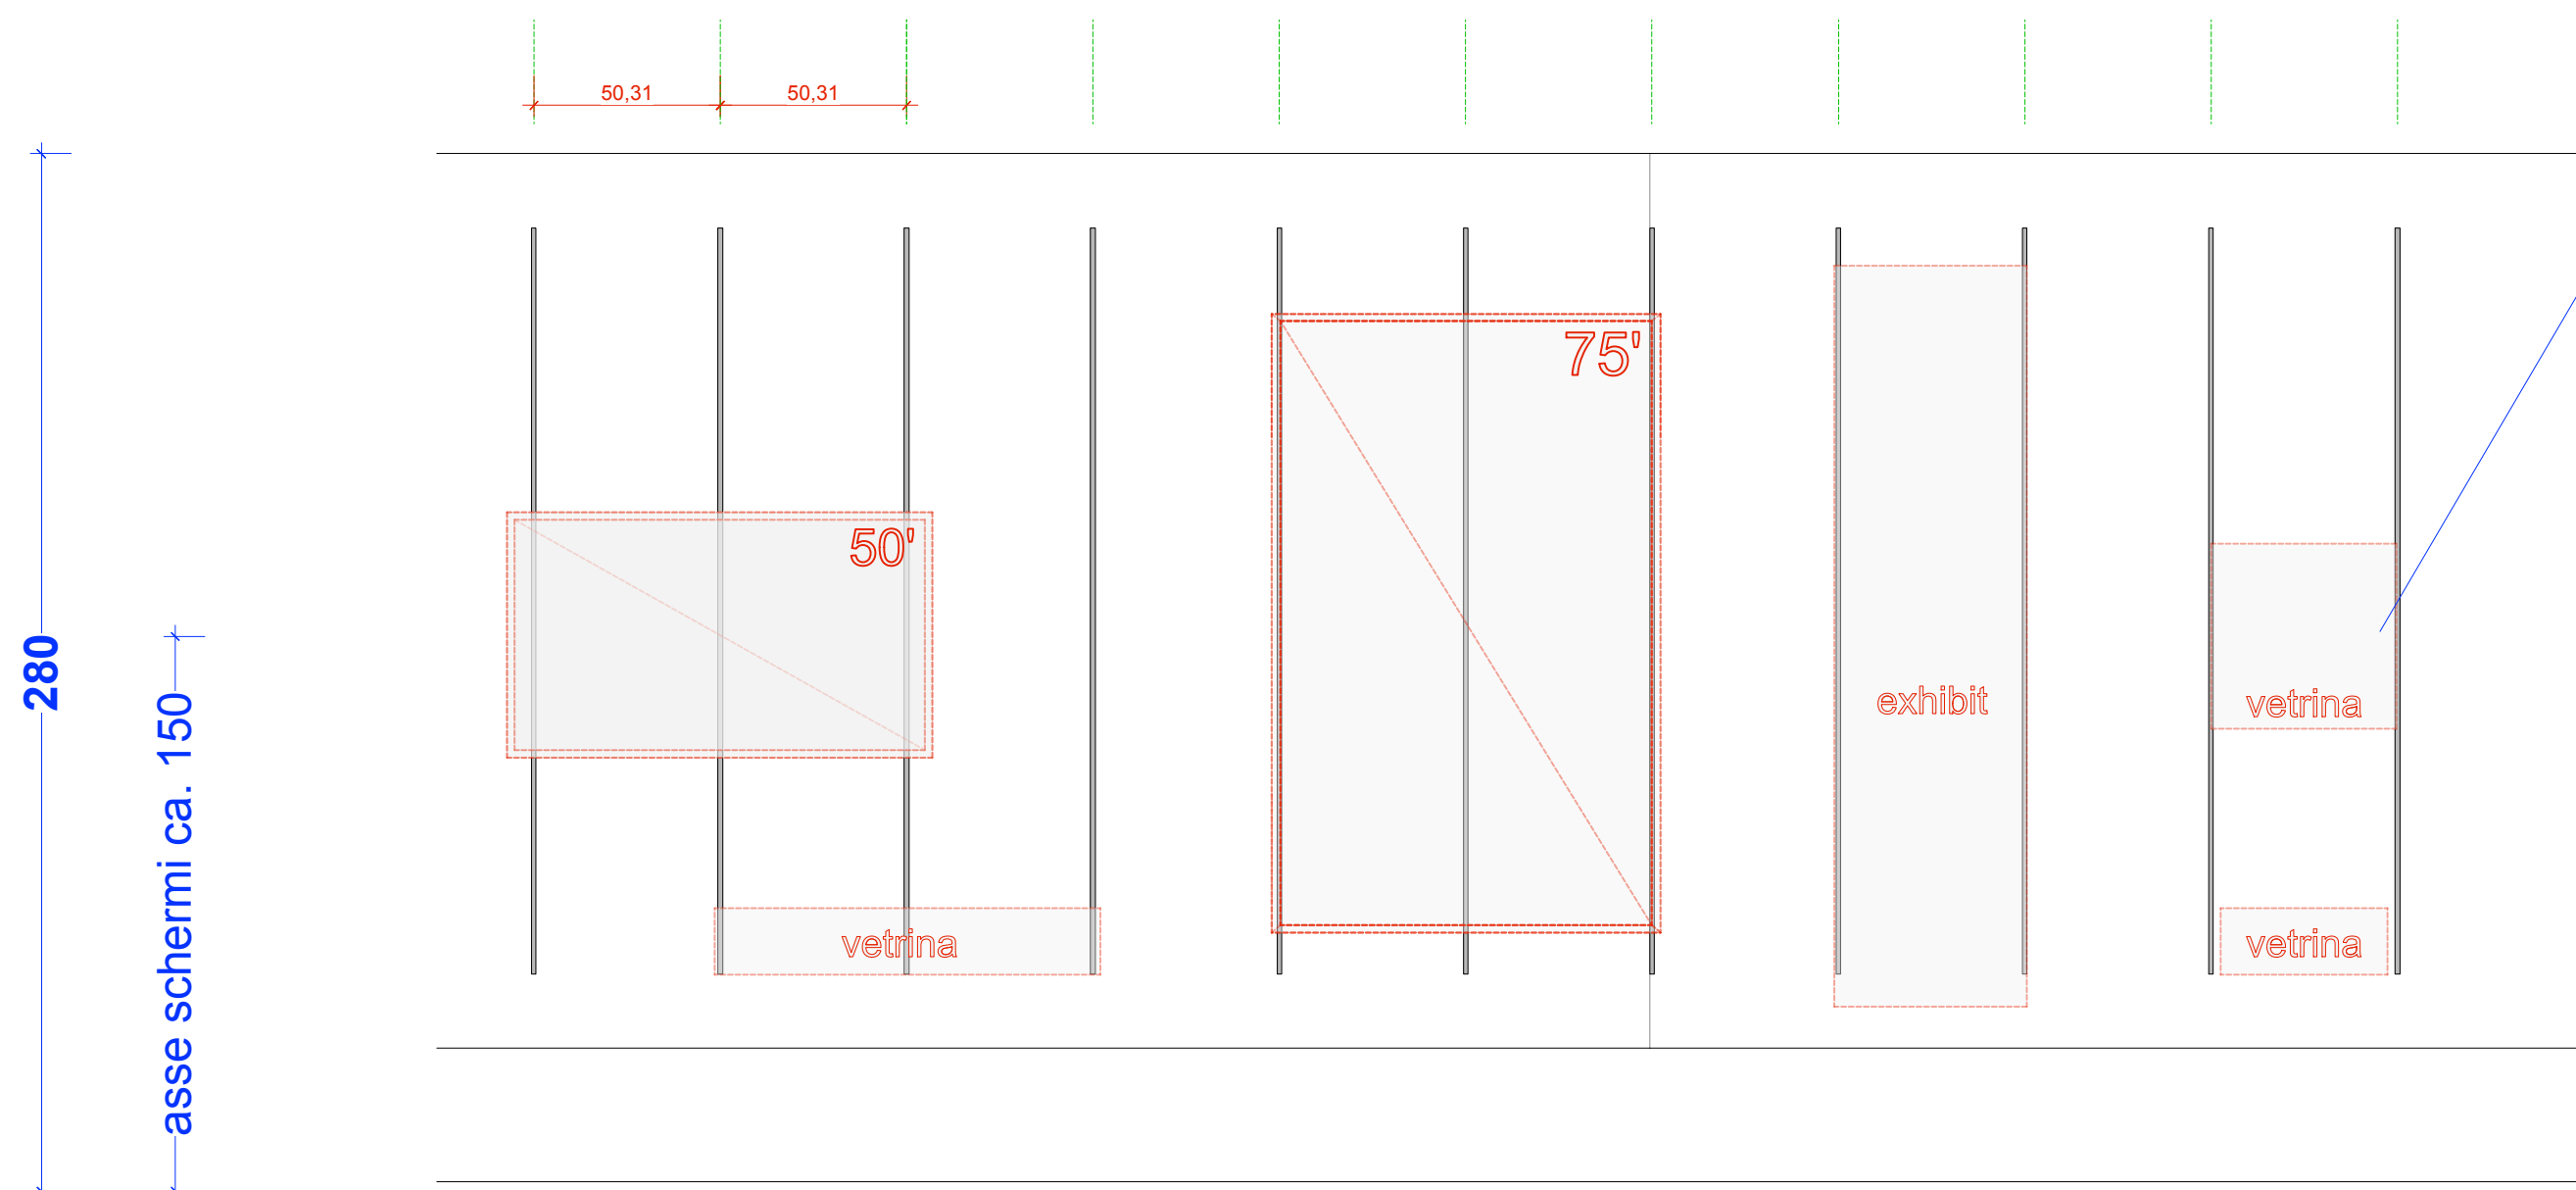 50,31
50,31
280
asse schermi ca. 150
50'
75'
exhibit
vetrina
vetrina
vetrina